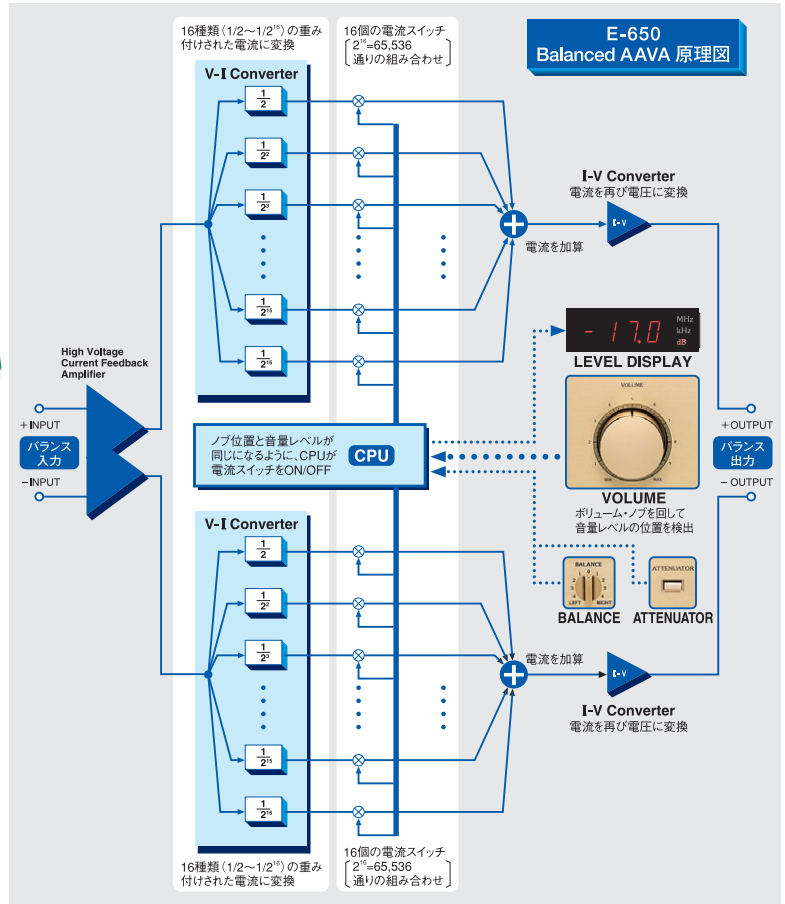 16種類（1/2〜1/2¹⁶）の重み
付けされた電流に変換
16個の電流スイッチ
2¹⁶=65,536
通りの組み合わせ
E-650
Balanced AAVA 原理図
V-I Converter
1/2
1/2²
1/2³
1/2¹⁵
1/2¹⁶
I-V Converter
電流を再び電圧に変換
I-V
電流を加算
- 17.0
MHz
kHz
dB
LEVEL DISPLAY
High Voltage
Current Feedback
Amplifier
+INPUT
バランス
入力
−INPUT
ノブ位置と音量レベルが
同じになるように、CPUが
電流スイッチをON/OFF
CPU
VOLUME
MIN
MAX
VOLUME
ボリューム・ノブを回して
音量レベルの位置を検出
+OUTPUT
バランス
出力
−OUTPUT
BALANCE
1 0 1
2 2
3 3
4 4
LEFT RIGHT
BALANCE
ATTENUATOR
ATTENUATOR
V-I Converter
1/2
1/2²
1/2³
1/2¹⁵
1/2¹⁶
電流を加算
I-V
I-V Converter
電流を再び電圧に変換
16種類（1/2〜1/2¹⁶）の重み
付けされた電流に変換
16個の電流スイッチ
2¹⁶=65,536
通りの組み合わせ